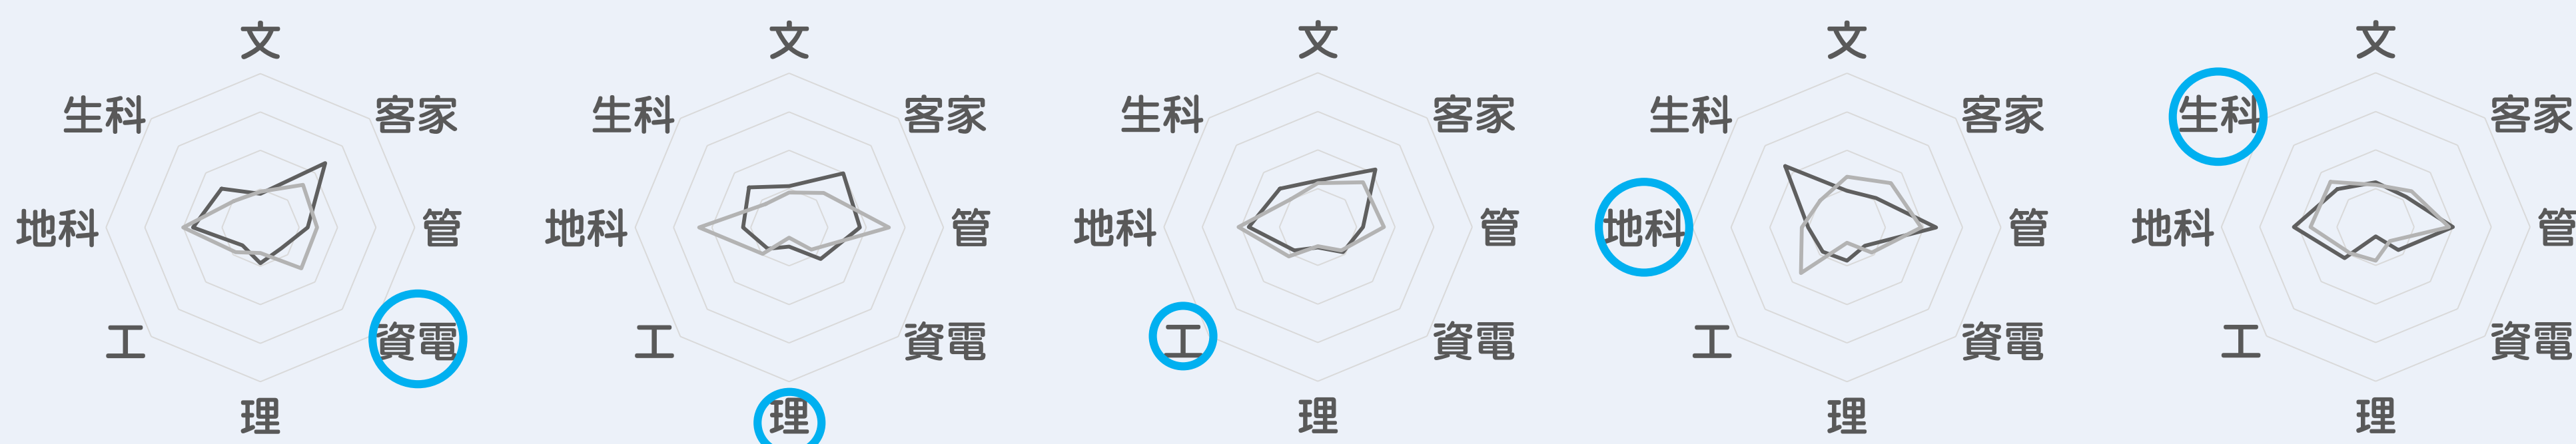 文
客家
管
資電
理
工
地科
生科
文
客家
管
資電
理
工
地科
生科
文
客家
管
資電
理
工
地科
生科
文
客家
管
資電
理
工
地科
生科
文
客家
管
資電
理
工
地科
生科